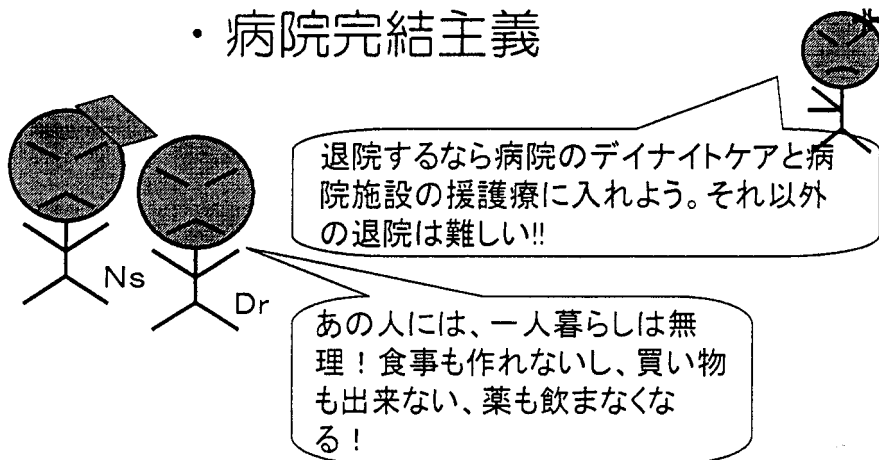 ・病院完結主義
退院するなら病院のデイナイトケアと病
院施設の援護療に入れよう。それ以外
の退院は難しい!!
Ns
Dr
あの人には、一人暮らしは無
理！食事も作れないし、買い物
も出来ない、薬も飲まなくな
る！